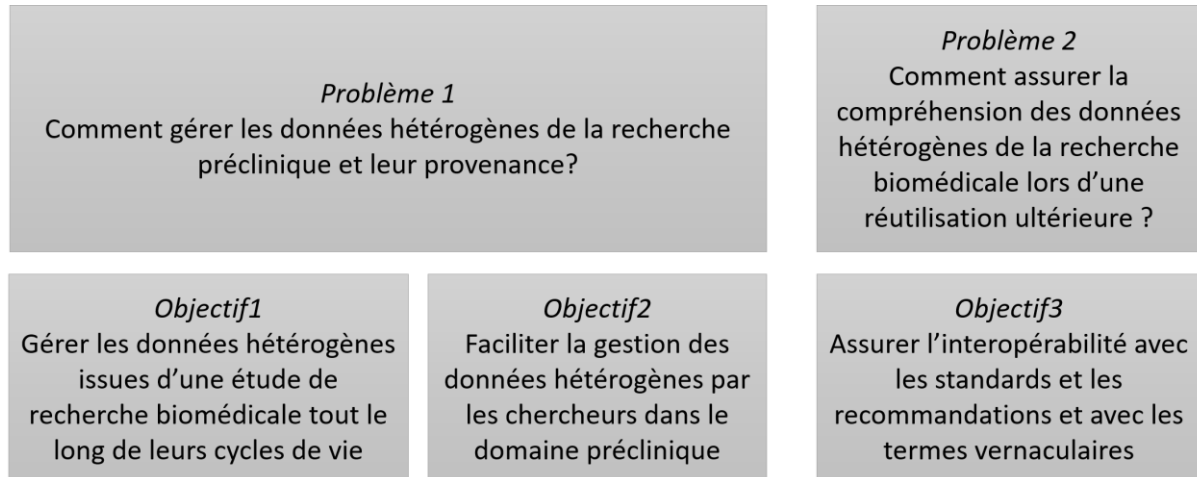 Problème 1
Comment gérer les données hétérogènes de la recherche
préclinique et leur provenance?
Problème 2
Comment assurer la
compréhension des données
hétérogènes de la recherche
biomédicale lors d’une
réutilisation ultérieure ?
Objectif1
Gérer les données hétérogènes
issues d’une étude de
recherche biomédicale tout le
long de leurs cycles de vie
Objectif2
Faciliter la gestion des
données hétérogènes par
les chercheurs dans le
domaine préclinique
Objectif3
Assurer l’interopérabilité avec
les standards et les
recommandations et avec les
termes vernaculaires